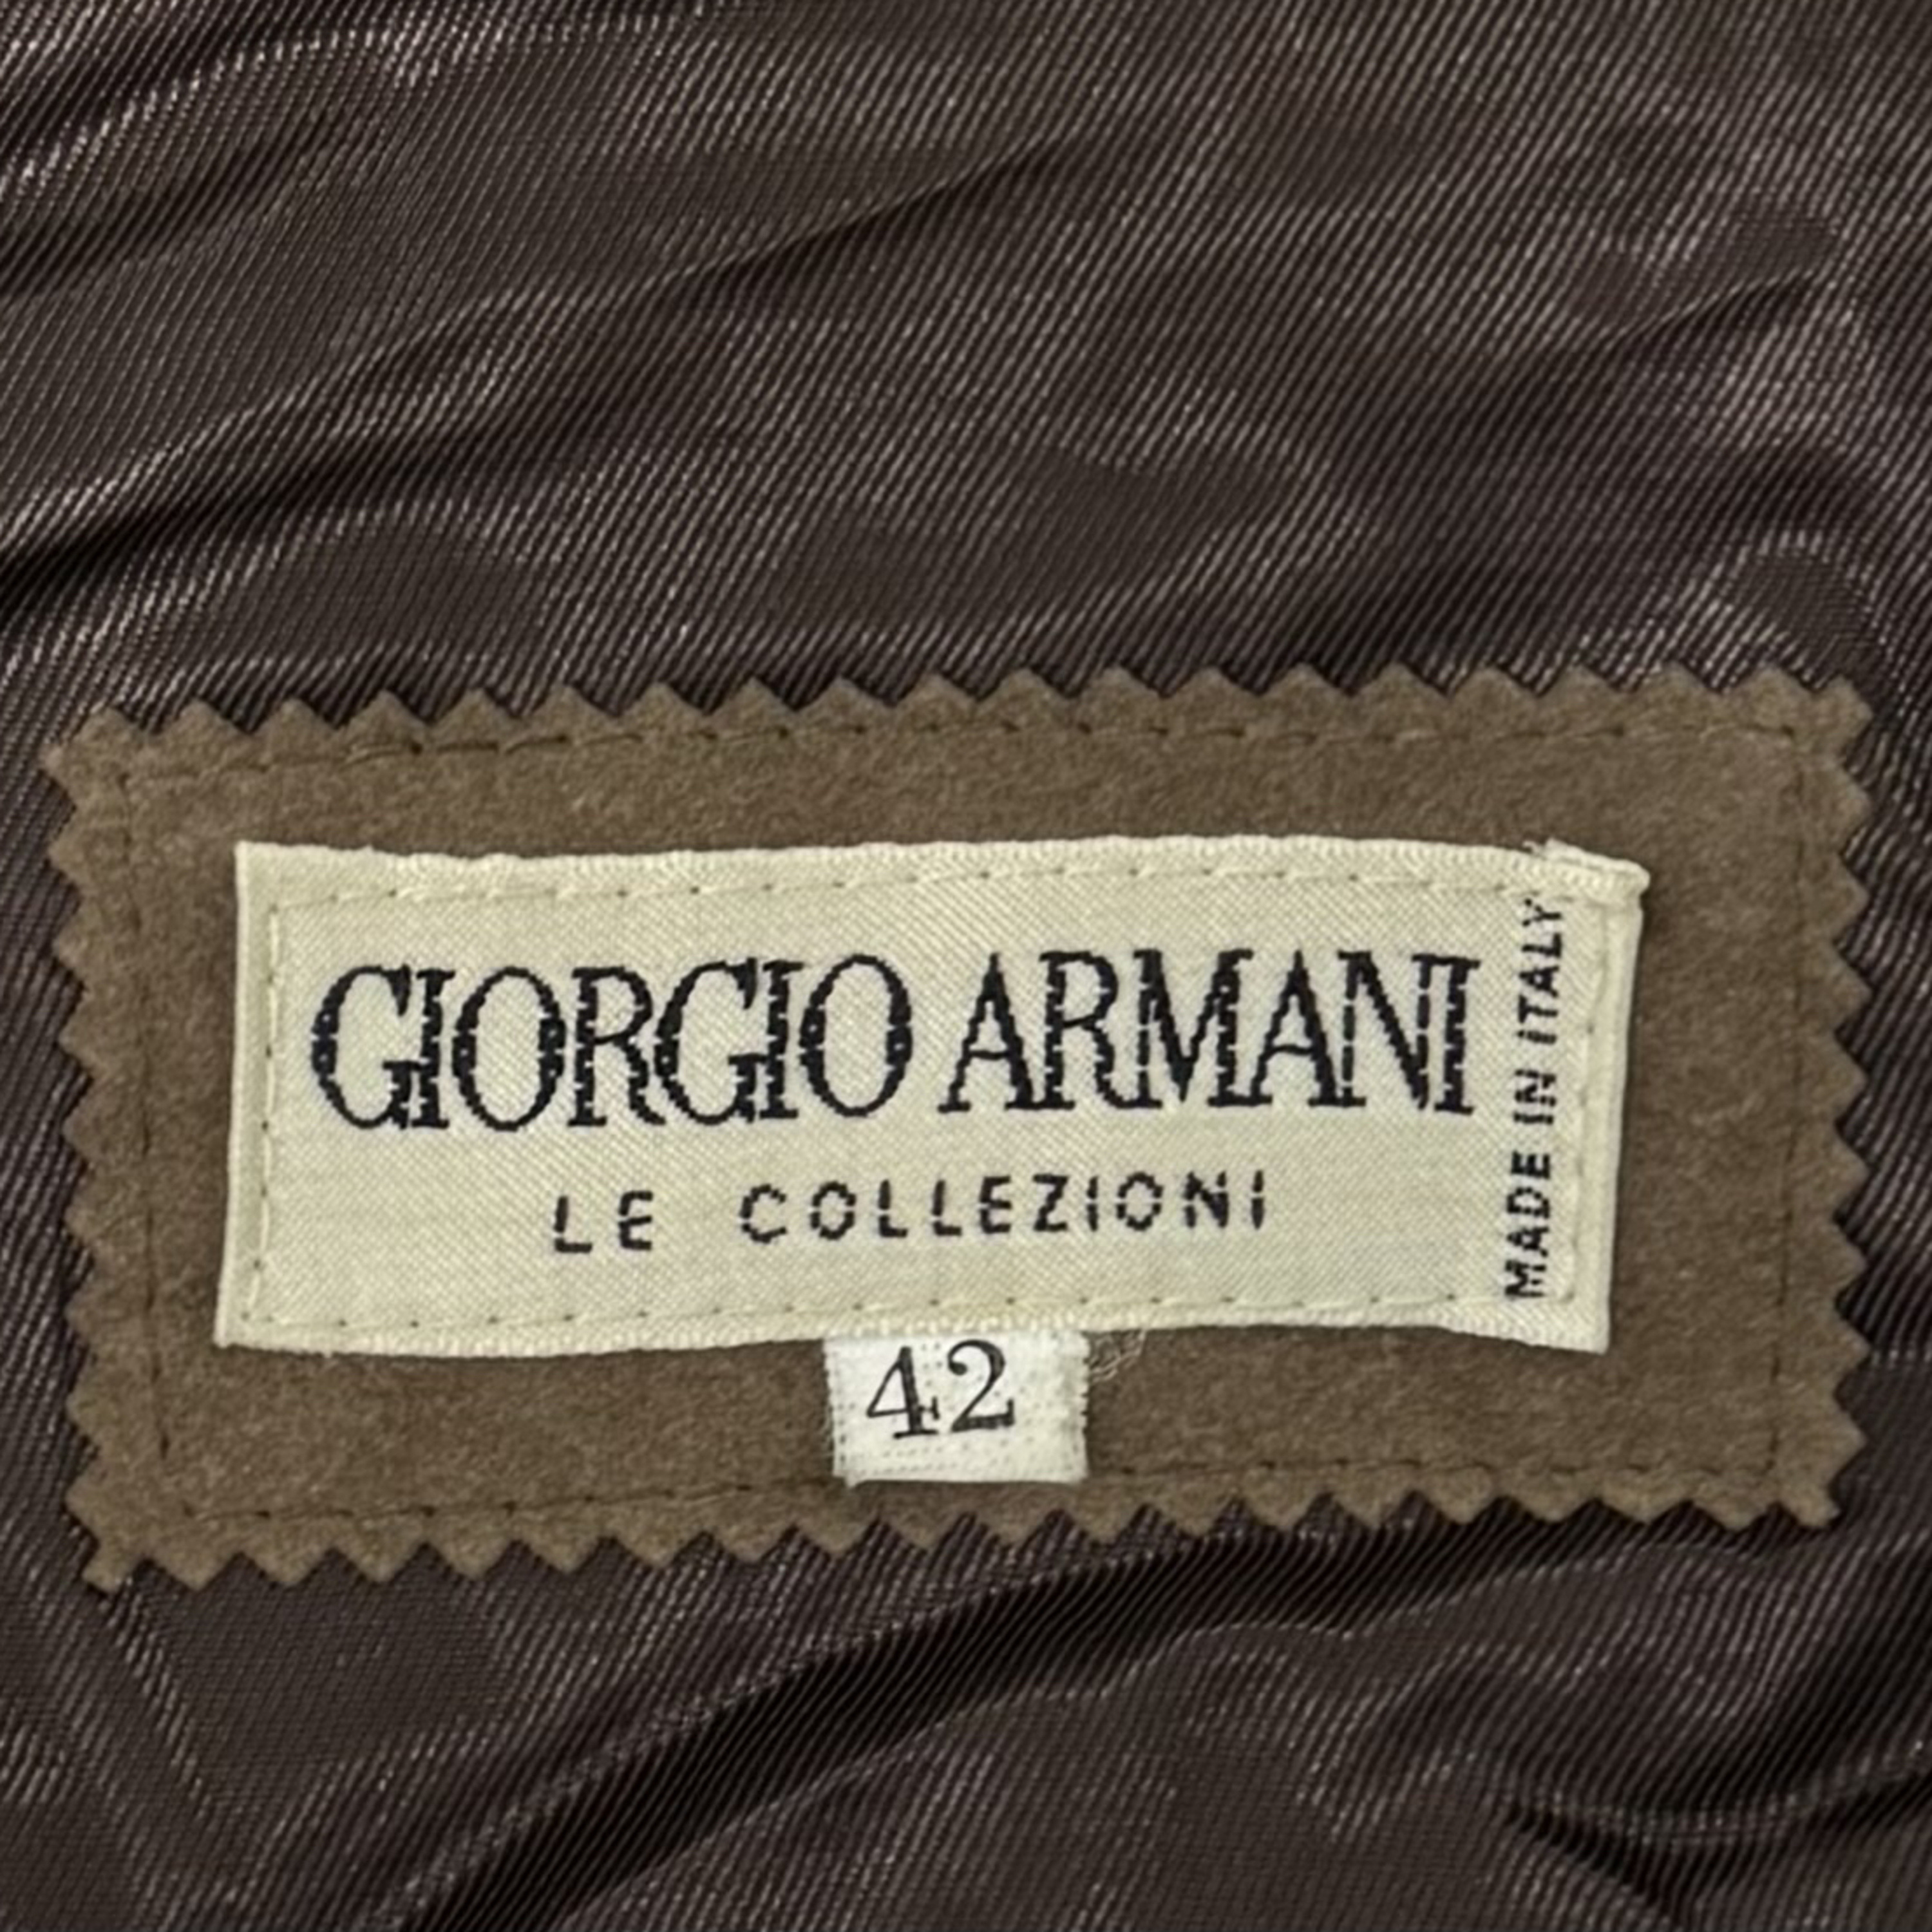 GIORGIO ARMANI
LE COLLEZIONI
MADE IN ITALY
42